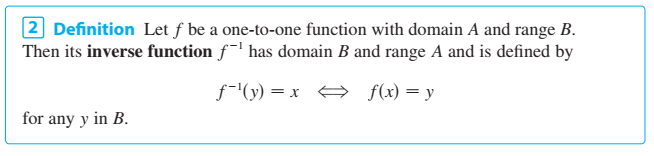 2 Definition Let f be a one-to-one function with domain A and range B.
Then its inverse function f⁻¹ has domain B and range A and is defined by
f⁻¹(y) = x ⟺ f(x) = y
for any y in B.